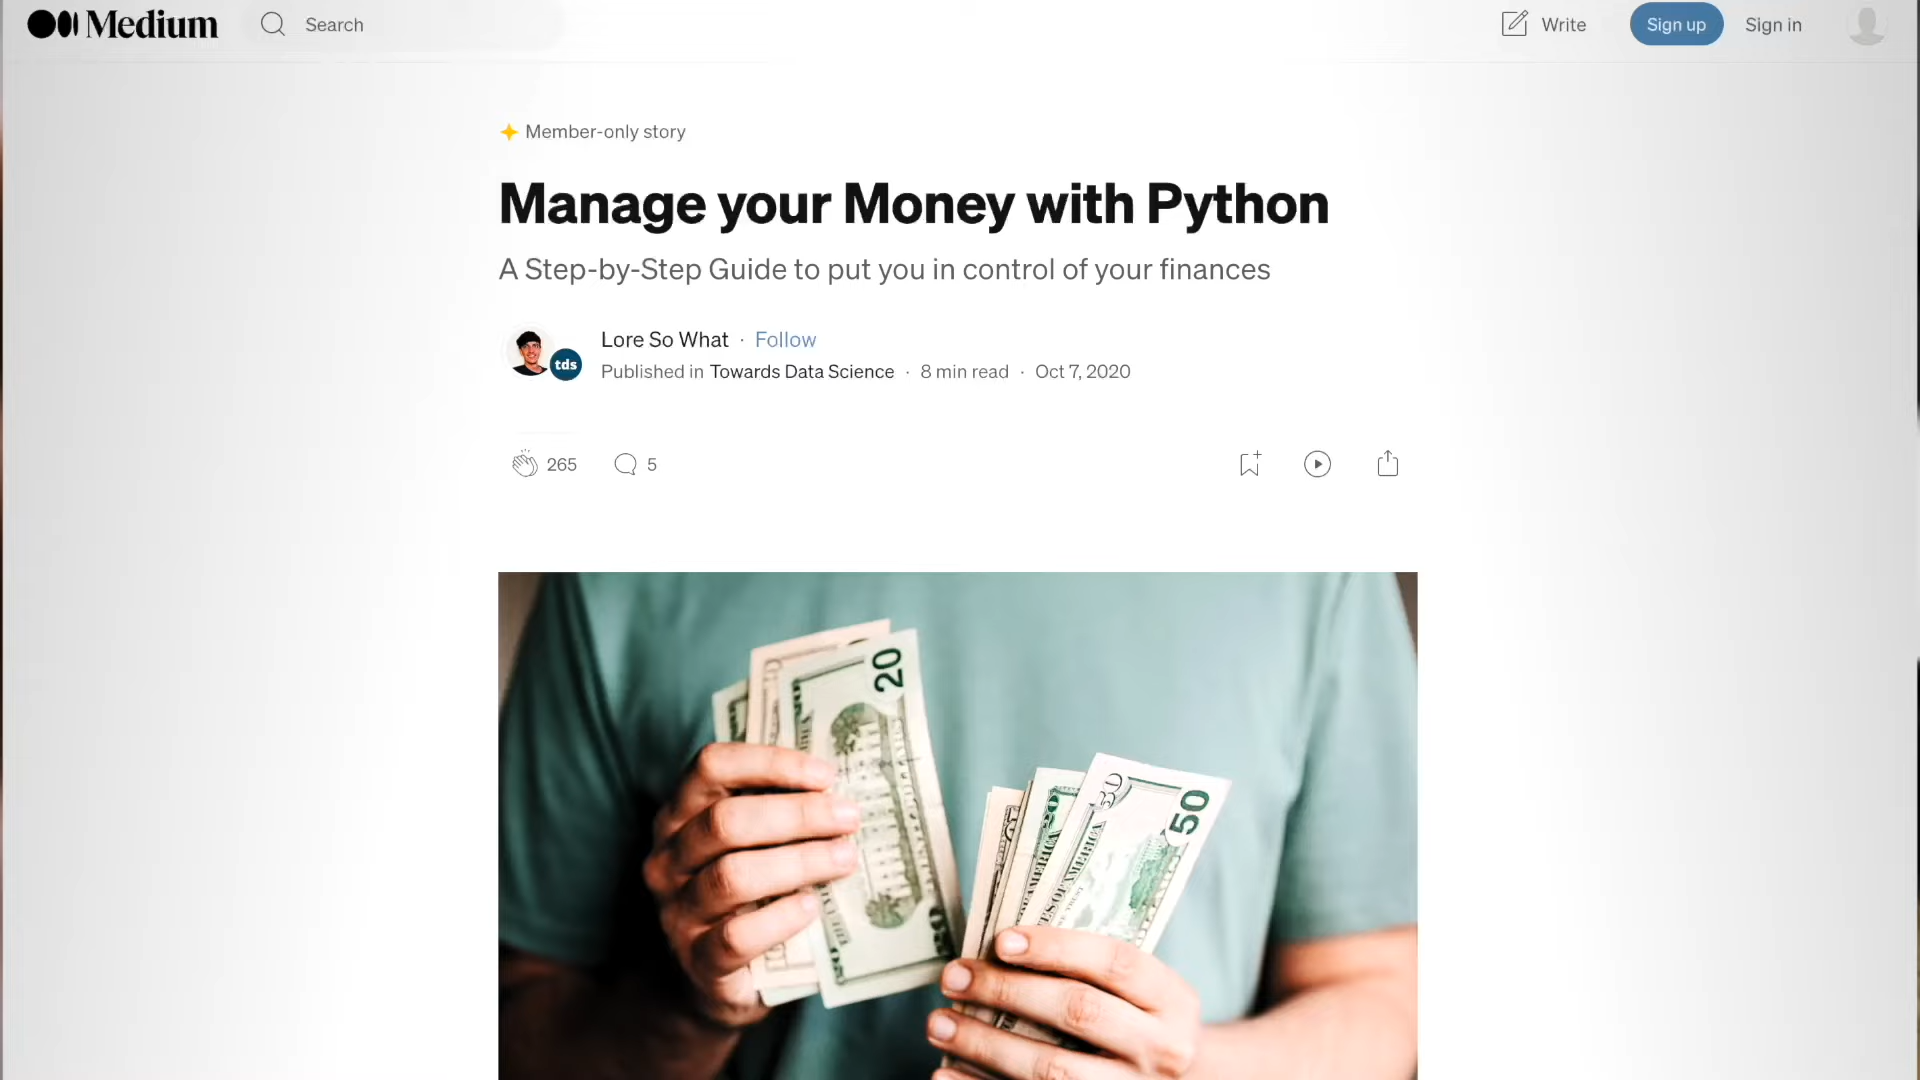 Medium
Search
Write
Sign up
Sign in
Member-only story
Manage your Money with Python
A Step-by-Step Guide to put you in control of your finances
Lore So What · Follow
tds
Published in Towards Data Science · 8 min read · Oct 7, 2020
265
5
20
50
50
20